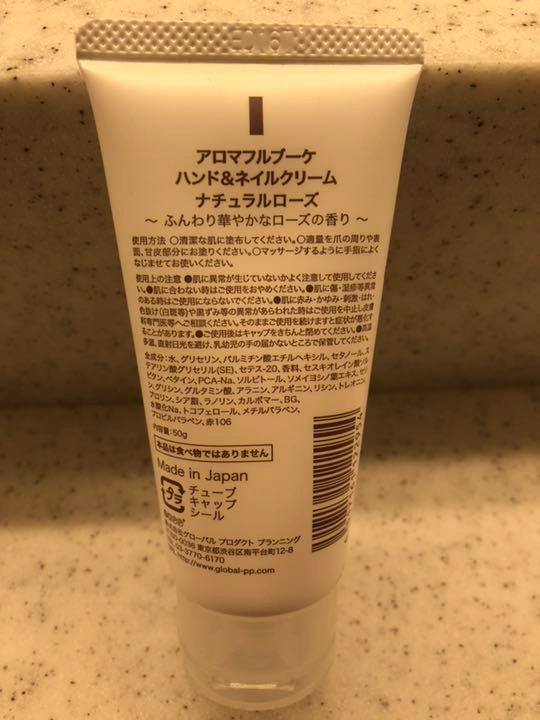 アロマフルブーケ
ハンド&ネイルクリーム
ナチュラルローズ
~ ふんわり華やかなローズの香り ~
使用方法 ○清潔な肌に塗布してください。○適量を爪の周りや表
面、甘皮部分にお使いください。○マッサージするように手指によく
なじませてお使いください。
使用上の注意 ●肌に異常が生じていないかよく注意して使用してくださ
い。●肌に合わない時はご使用をおやめください。●肌に傷・湿疹等異常
のある時はご使用にならないでください。●肌に赤み・かゆみ・刺激・はれ・
色抜け(白斑等)や黒ずみ等の異常があらわれた時はご使用を中止し皮膚
科専門医等へご相談ください。そのままご使用を続けますと症状が悪化す
ることがあります。●ご使用後はキャップをきちんと閉めてください。●高温
多湿、直射日光を避け、乳幼児の手の届かないところで保管してください。
全成分:水、グリセリン、パルミチン酸エチルヘキシル、セタノール、ス
テアリン酸グリセリル(SE)、セテス-20、香料、セスキオレイン酸ソル
ビタン、ベタイン、PCA-Na、ソルビトール、ソメイヨシノ葉エキス、セリ
ン、グリシン、グルタミン酸、アラニン、アルギニン、リシン、トレオニン、
プロリン、シア脂、ラノリン、カルボマー、BG、
水酸化Na、トコフェロール、メチルパラベン、
プロピルパラベン、赤106
内容量:50g
本品は食べ物ではありません
Made in Japan
プラ
チューブ
キャップ
シール
株式会社グローバル プロダクト プランニング
150-0036 東京都渋谷区南平台町12-8
TEL 03-3770-6170
URL http://www.global-pp.com